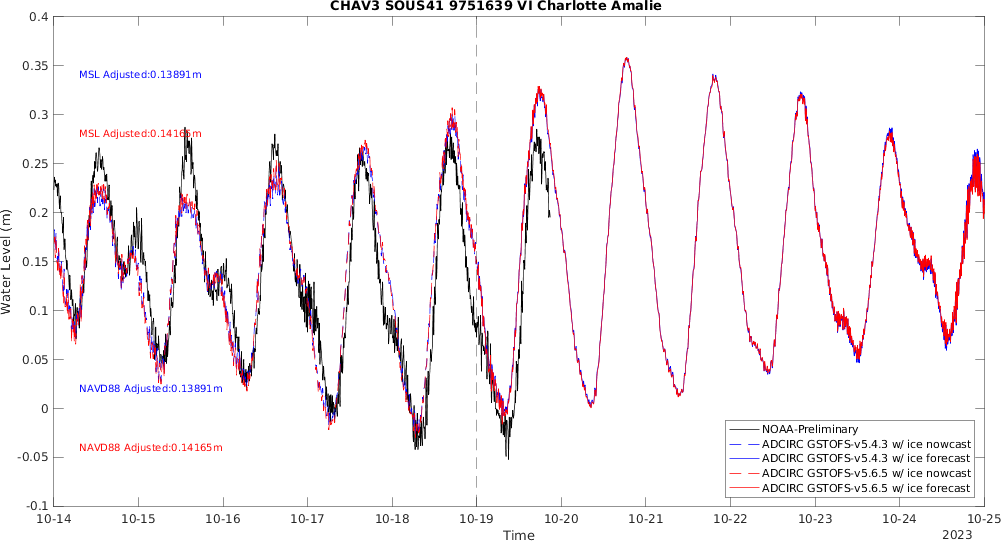 CHAV3 SOUS41 9751639 VI Charlotte Amalie
0.4
0.35
0.3
0.25
0.2
0.15
0.1
0.05
0
-0.05
-0.1
Water Level (m)
MSL Adjusted:0.13891m
MSL Adjusted:0.14165m
NAVD88 Adjusted:0.13891m
NAVD88 Adjusted:0.14165m
NOAA-Preliminary
ADCIRC GSTOFS-v5.4.3 w/ ice nowcast
ADCIRC GSTOFS-v5.4.3 w/ ice forecast
ADCIRC GSTOFS-v5.6.5 w/ ice nowcast
ADCIRC GSTOFS-v5.6.5 w/ ice forecast
10-14 10-15 10-16 10-17 10-18 10-19 10-20 10-21 10-22 10-23 10-24 10-25
Time
2023